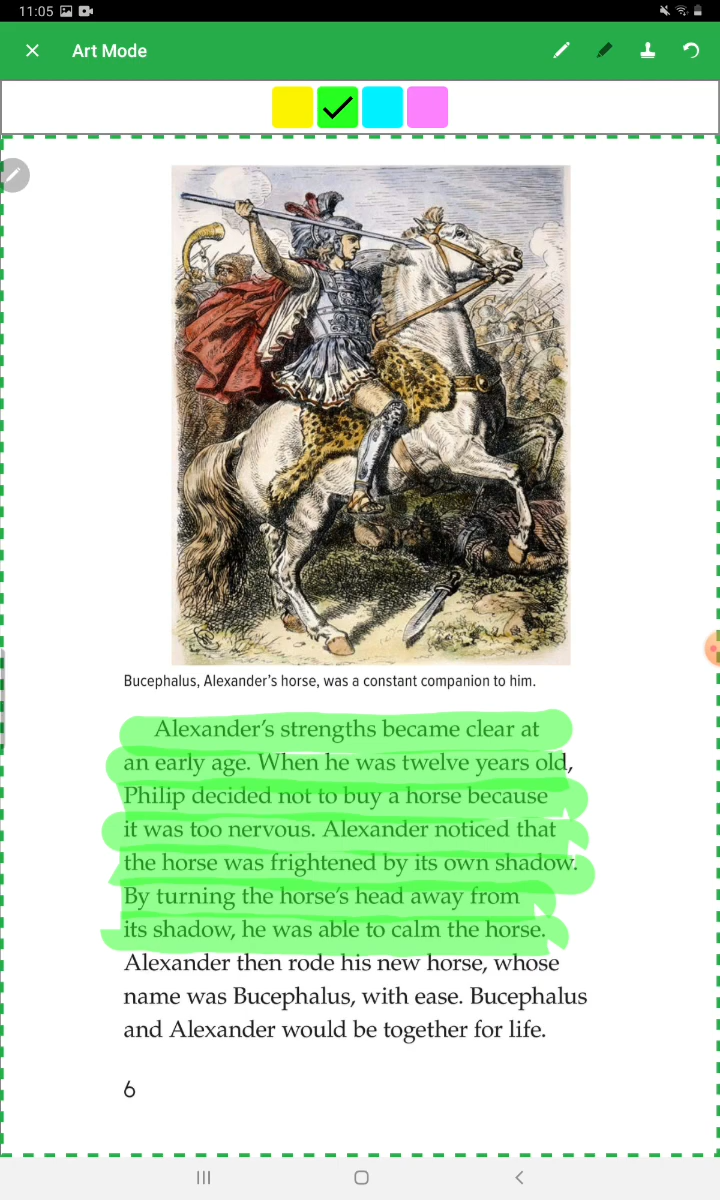 11:05
Art Mode
Bucephalus, Alexander's horse, was a constant companion to him.
Alexander's strengths became clear at
an early age. When he was twelve years old,
Philip decided not to buy a horse because
it was too nervous. Alexander noticed that
the horse was frightened by its own shadow.
By turning the horse's head away from
its shadow, he was able to calm the horse.
Alexander then rode his new horse, whose
name was Bucephalus, with ease. Bucephalus
and Alexander would be together for life.
6